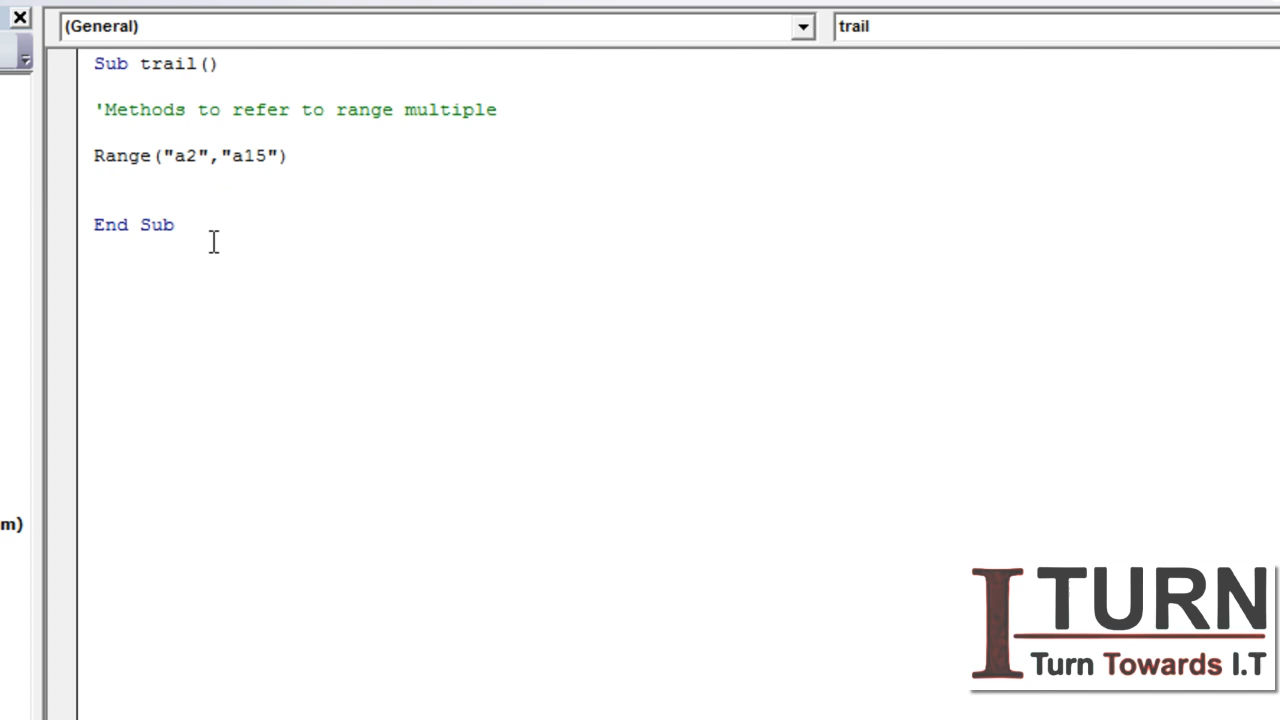 (General)
trail
Sub trail()
'Methods to refer to range multiple
Range("a2","a15")
End Sub
m)
I TURN
Turn Towards I.T